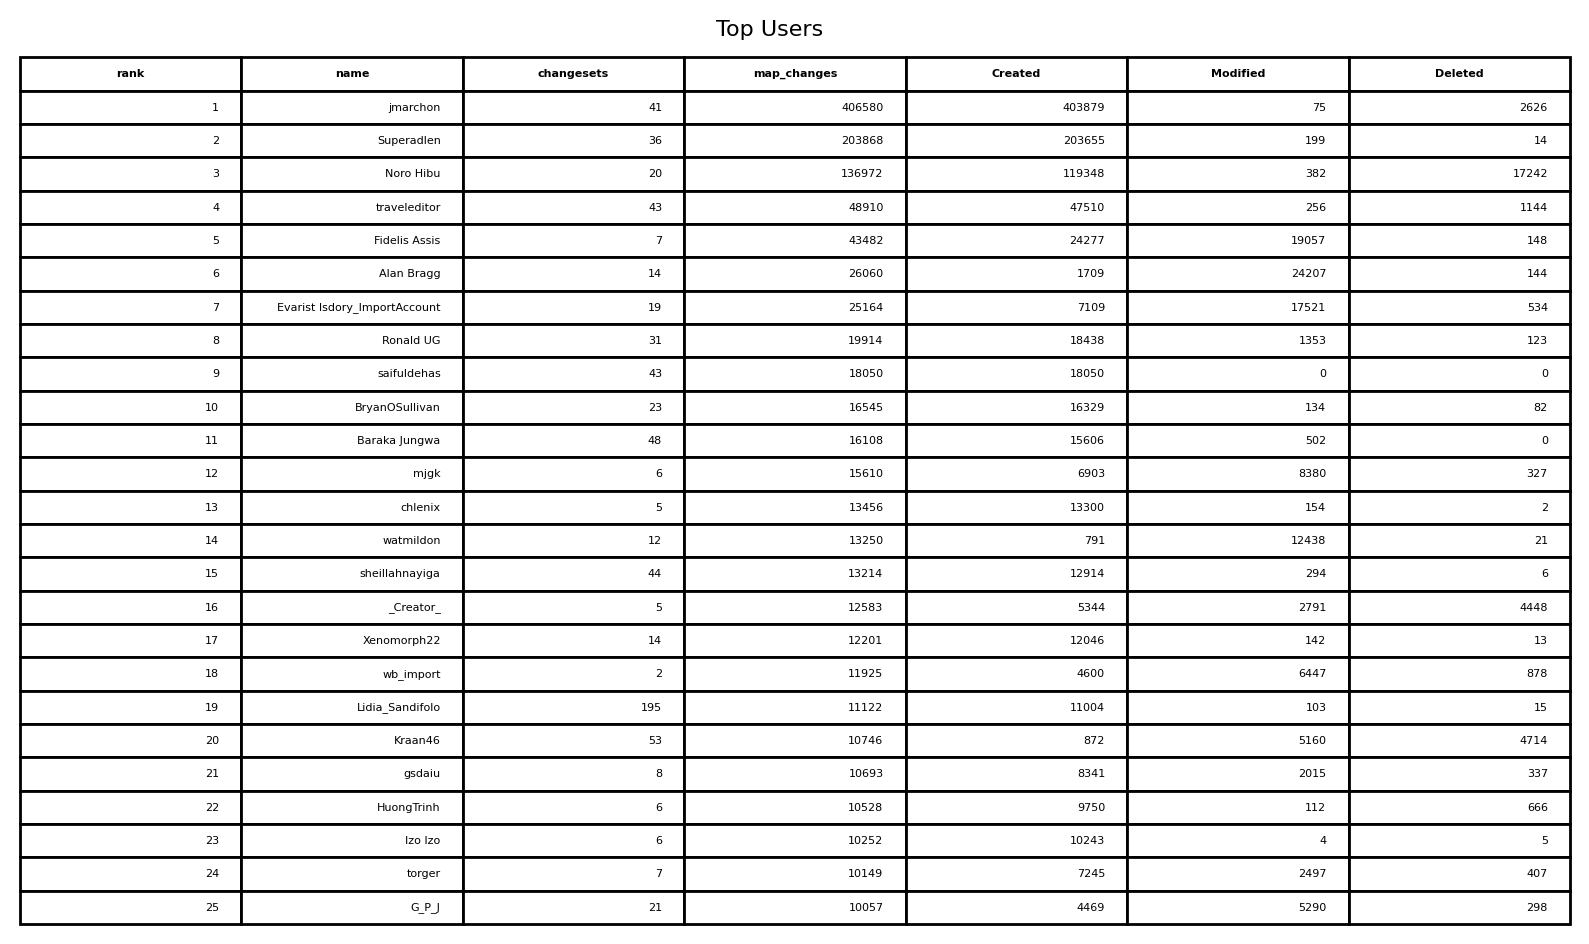 Top Users
rank name changesets map_changes Created Modified Deleted
1 jmarchon 41 406580 403879 75 2626
2 Superadlen 36 203868 203655 199 14
3 Noro Hibu 20 136972 119348 382 17242
4 traveleditor 43 48910 47510 256 1144
5 Fidelis Assis 7 43482 24277 19057 148
6 Alan Bragg 14 26060 1709 24207 144
7 Evarist Isdory_ImportAccount 19 25164 7109 17521 534
8 Ronald UG 31 19914 18438 1353 123
9 saifuldehas 43 18050 18050 0 0
10 BryanOSullivan 23 16545 16329 134 82
11 Baraka Jungwa 48 16108 15606 502 0
12 mjgk 6 15610 6903 8380 327
13 chlenix 5 13456 13300 154 2
14 watmildon 12 13250 791 12438 21
15 sheillahnayiga 44 13214 12914 294 6
16 _Creator_ 5 12583 5344 2791 4448
17 Xenomorph22 14 12201 12046 142 13
18 wb_import 2 11925 4600 6447 878
19 Lidia_Sandifolo 195 11122 11004 103 15
20 Kraan46 53 10746 872 5160 4714
21 gsdaiu 8 10693 8341 2015 337
22 HuongTrinh 6 10528 9750 112 666
23 Izo Izo 6 10252 10243 4 5
24 torger 7 10149 7245 2497 407
25 G_P_J 21 10057 4469 5290 298